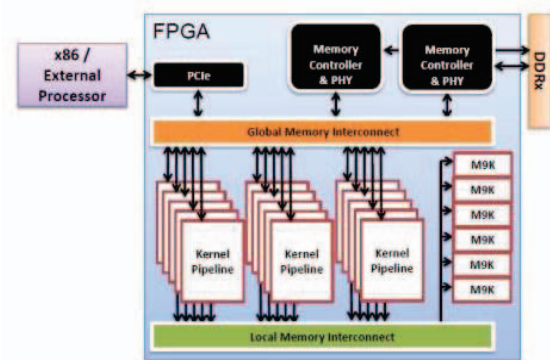 FPGA
x86 /
External
Processor
PCIe
Memory
Controller
& PHY
Memory
Controller
& PHY
DDRx
Global Memory Interconnect
M9K
M9K
M9K
M9K
M9K
M9K
Kernel
Pipeline
Kernel
Pipeline
Kernel
Pipeline
Local Memory Interconnect